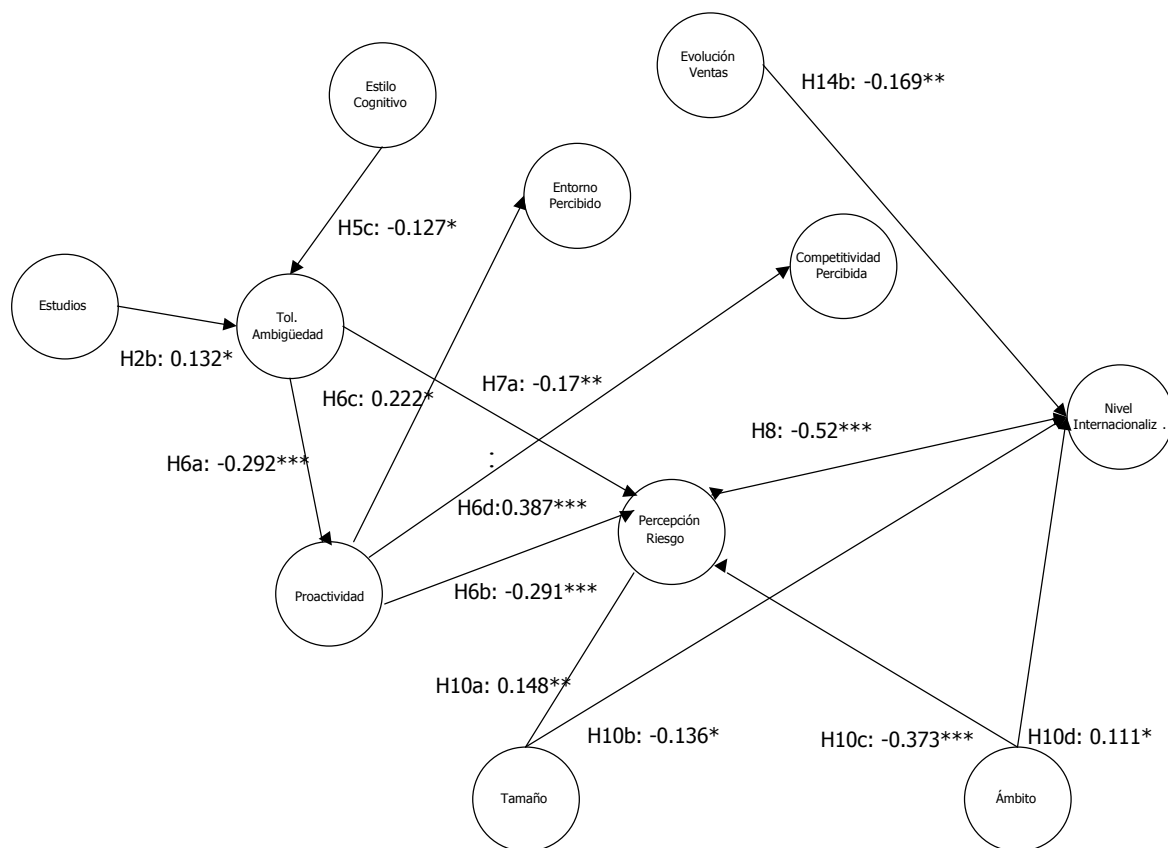 Evolución
Ventas
H14b: -0.169**
Estilo
Cognitivo
Entorno
Percibido
H5c: -0.127*
Competitividad
Percibida
Estudios
Tol.
Ambigüedad
H2b: 0.132*
H6c: 0.222*
H7a: -0.17**
Nivel
Internacionaliz .
H8: -0.52***
H6a: -0.292***
:
H6d:0.387***
Percepción
Riesgo
Proactividad
H6b: -0.291***
H10a: 0.148**
H10b: -0.136*
H10c: -0.373***
H10d: 0.111*
Tamaño
Ámbito